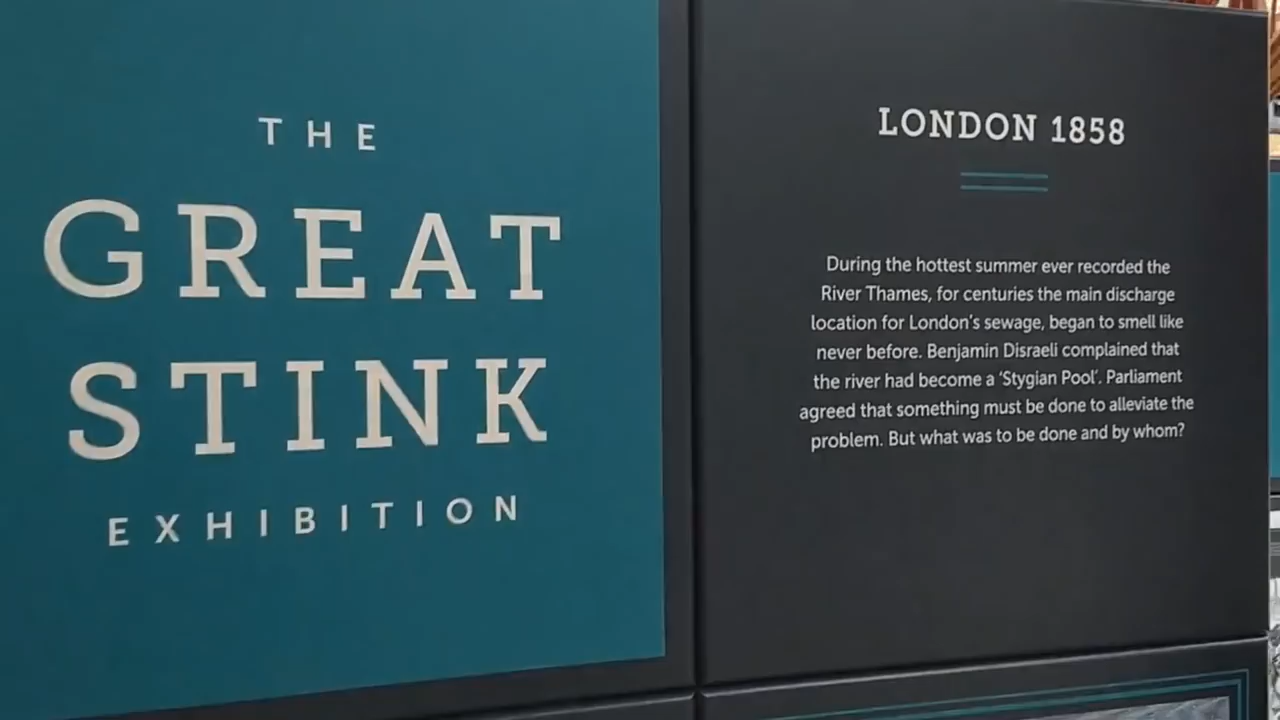 THE
GREAT
STINK
EXHIBITION
LONDON 1858
During the hottest summer ever recorded the
River Thames, for centuries the main discharge
location for London's sewage, began to smell like
never before. Benjamin Disraeli complained that
the river had become a 'Stygian Pool'. Parliament
agreed that something must be done to alleviate the
problem. But what was to be done and by whom?